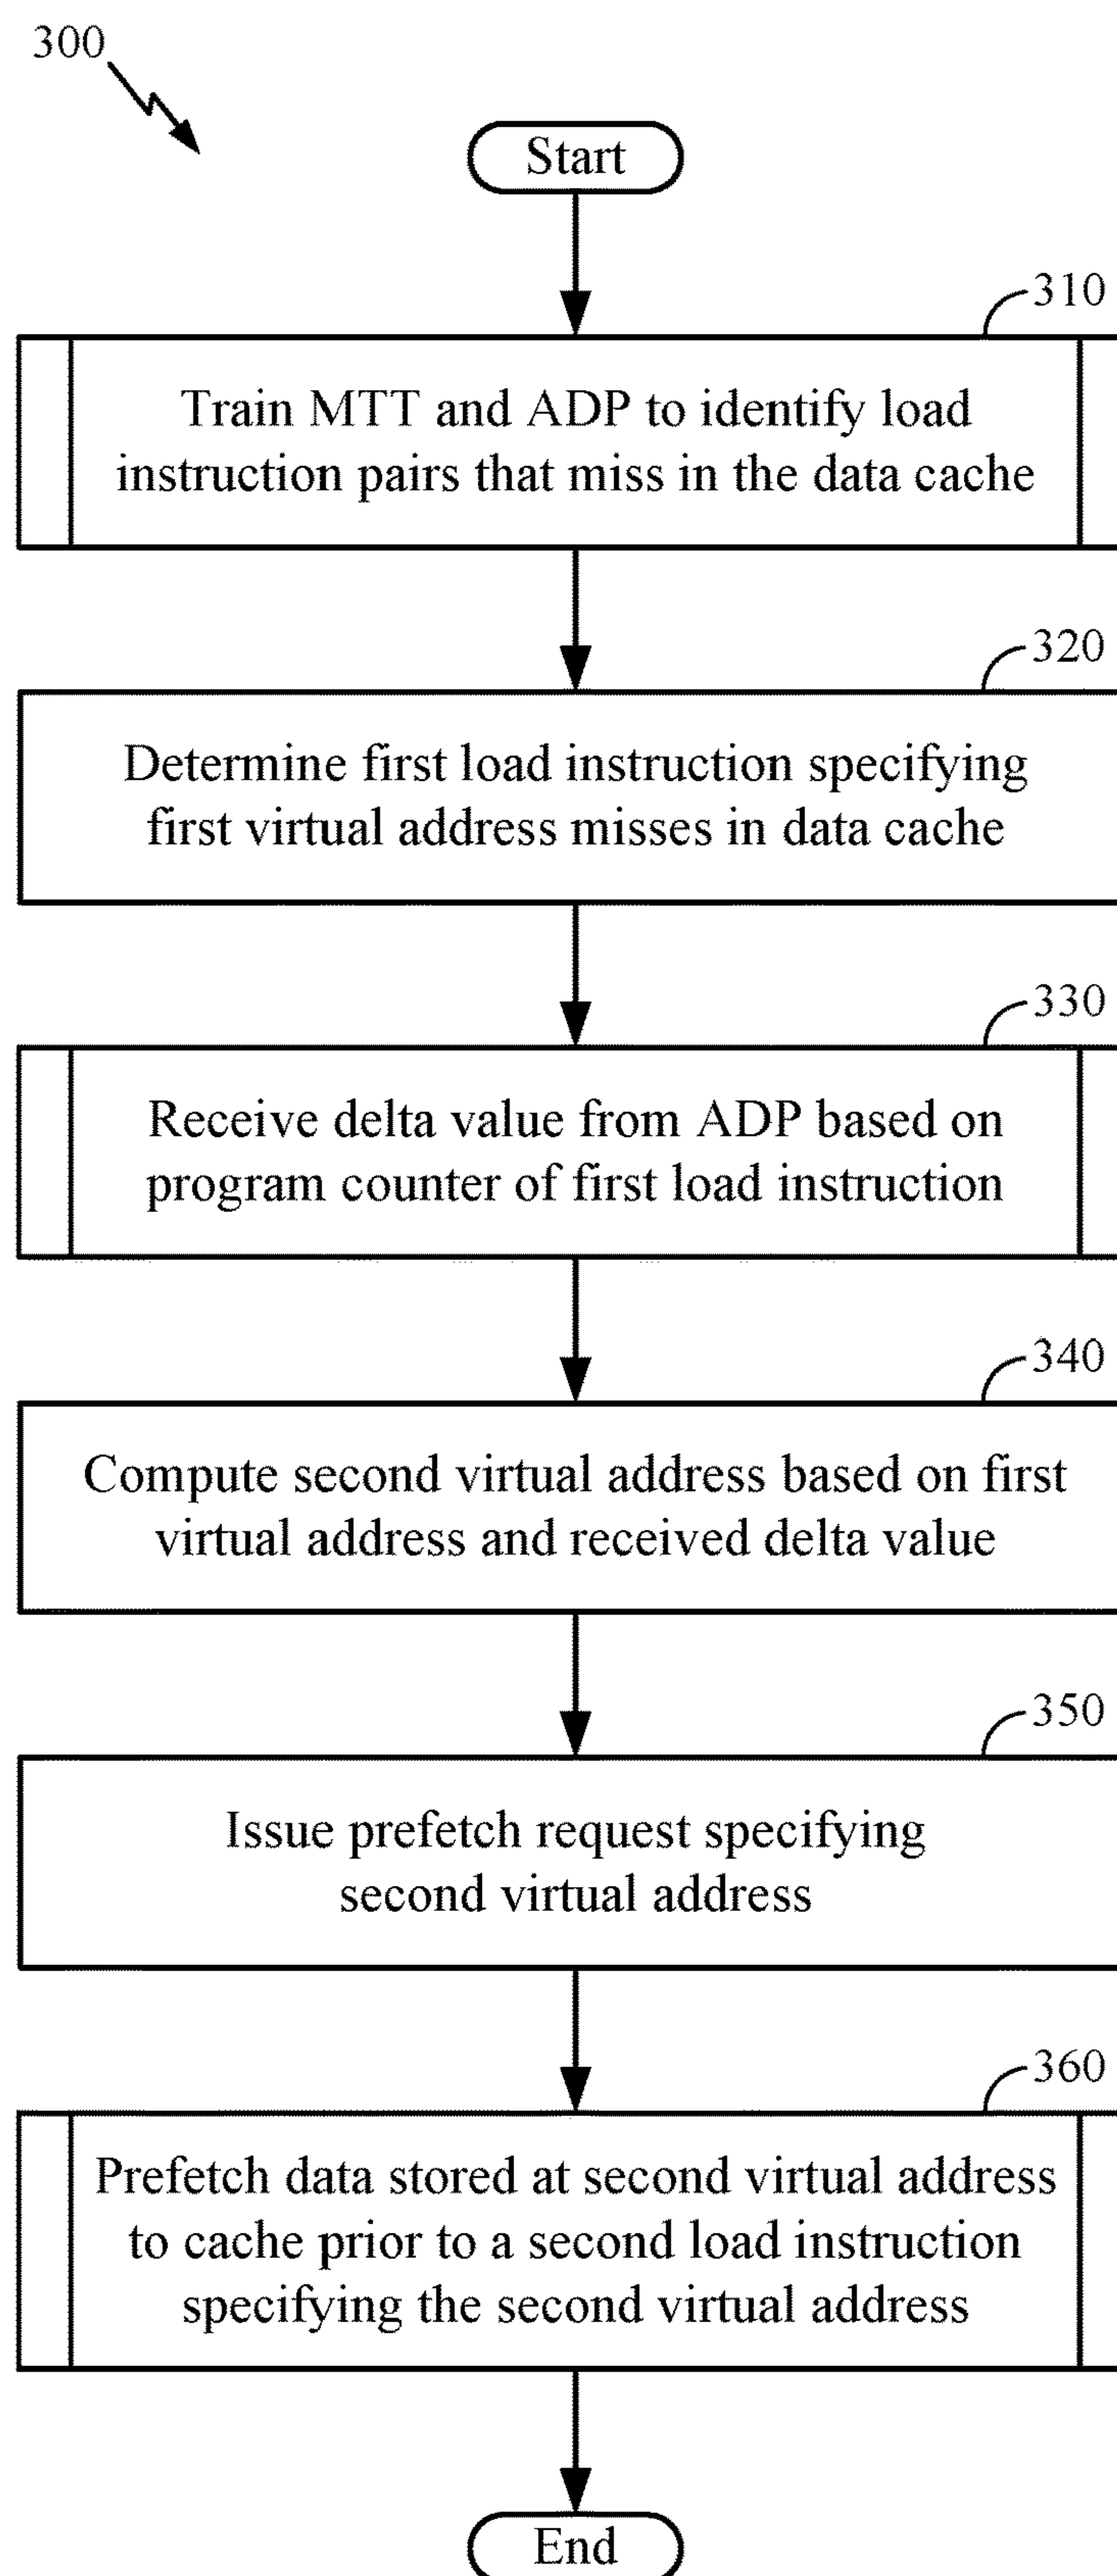 300
Start
310
Train MTT and ADP to identify load
instruction pairs that miss in the data cache
320
Determine first load instruction specifying
first virtual address misses in data cache
330
Receive delta value from ADP based on
program counter of first load instruction
340
Compute second virtual address based on first
virtual address and received delta value
350
Issue prefetch request specifying
second virtual address
360
Prefetch data stored at second virtual address
to cache prior to a second load instruction
specifying the second virtual address
End